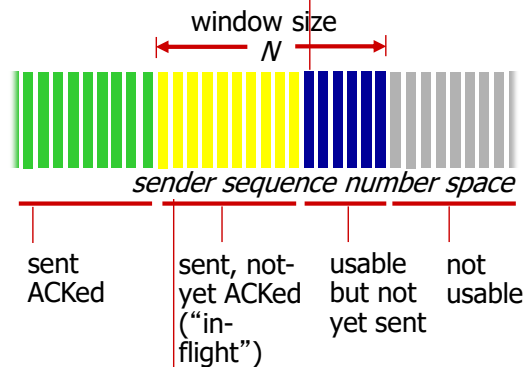 window size
N
sender sequence number space
sent
ACKed
sent, not-
yet ACKed
(“in-
flight”)
usable
but not
yet sent
not
usable